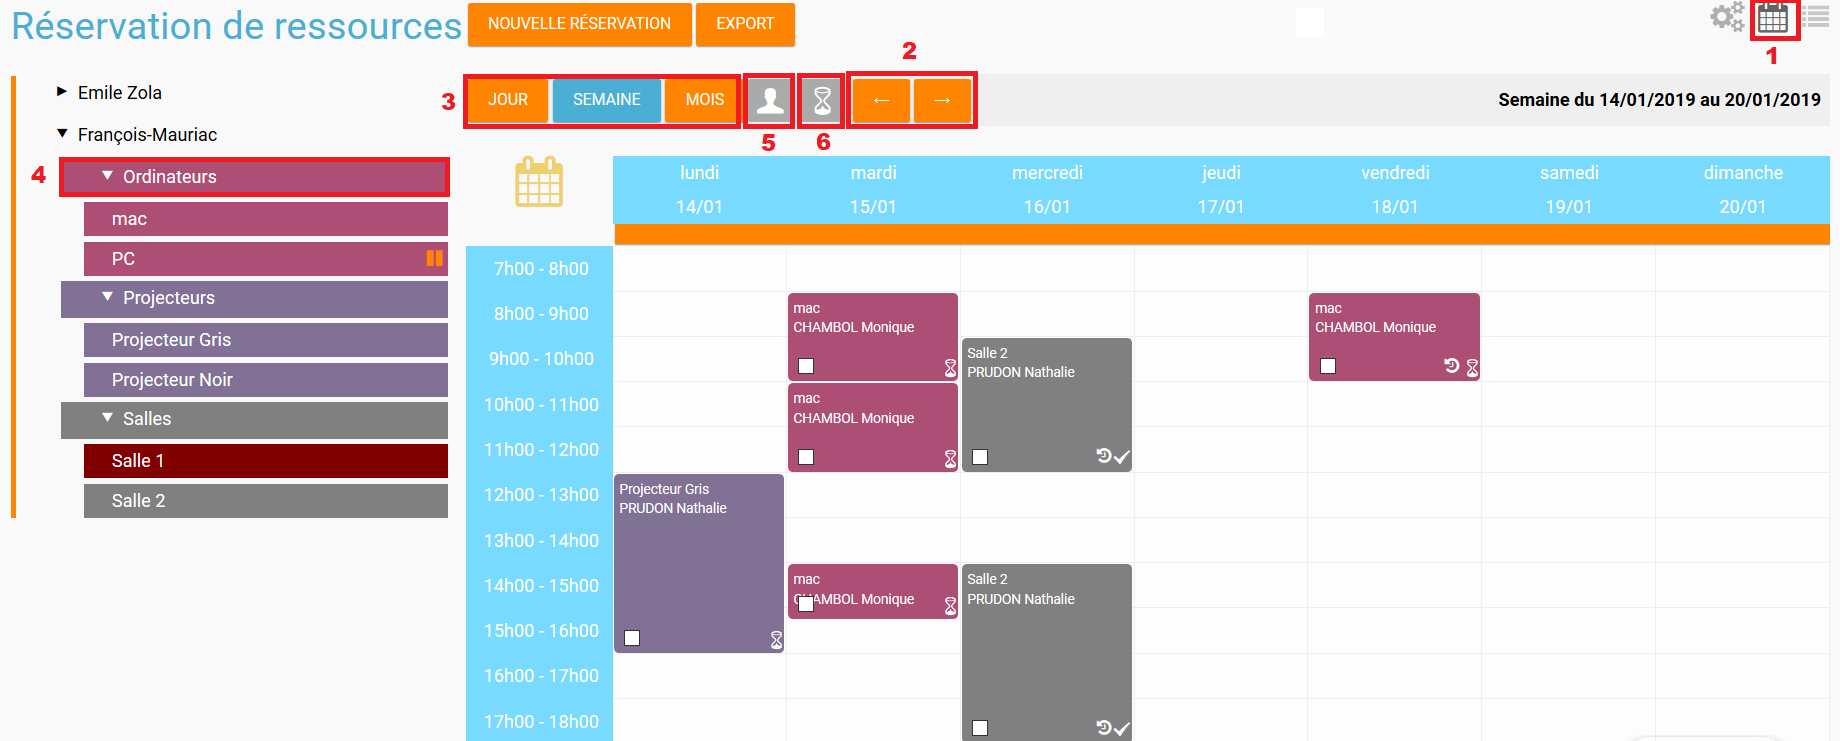 Réservation de ressources
NOUVELLE RÉSERVATION
EXPORT
1
Emile Zola
François-Mauriac
4
Ordinateurs
mac
PC
Projecteurs
Projecteur Gris
Projecteur Noir
Salles
Salle 1
Salle 2
3
JOUR
SEMAINE
MOIS
5
6
2
←
→
Semaine du 14/01/2019 au 20/01/2019
lundi
14/01
mardi
15/01
mercredi
16/01
jeudi
17/01
vendredi
18/01
samedi
19/01
dimanche
20/01
7h00 - 8h00
8h00 - 9h00
9h00 - 10h00
10h00 - 11h00
11h00 - 12h00
12h00 - 13h00
13h00 - 14h00
14h00 - 15h00
15h00 - 16h00
16h00 - 17h00
17h00 - 18h00
Projecteur Gris
PRUDON Nathalie
mac
CHAMBOL Monique
mac
CHAMBOL Monique
mac
CHAMBOL Monique
Salle 2
PRUDON Nathalie
Salle 2
PRUDON Nathalie
mac
CHAMBOL Monique